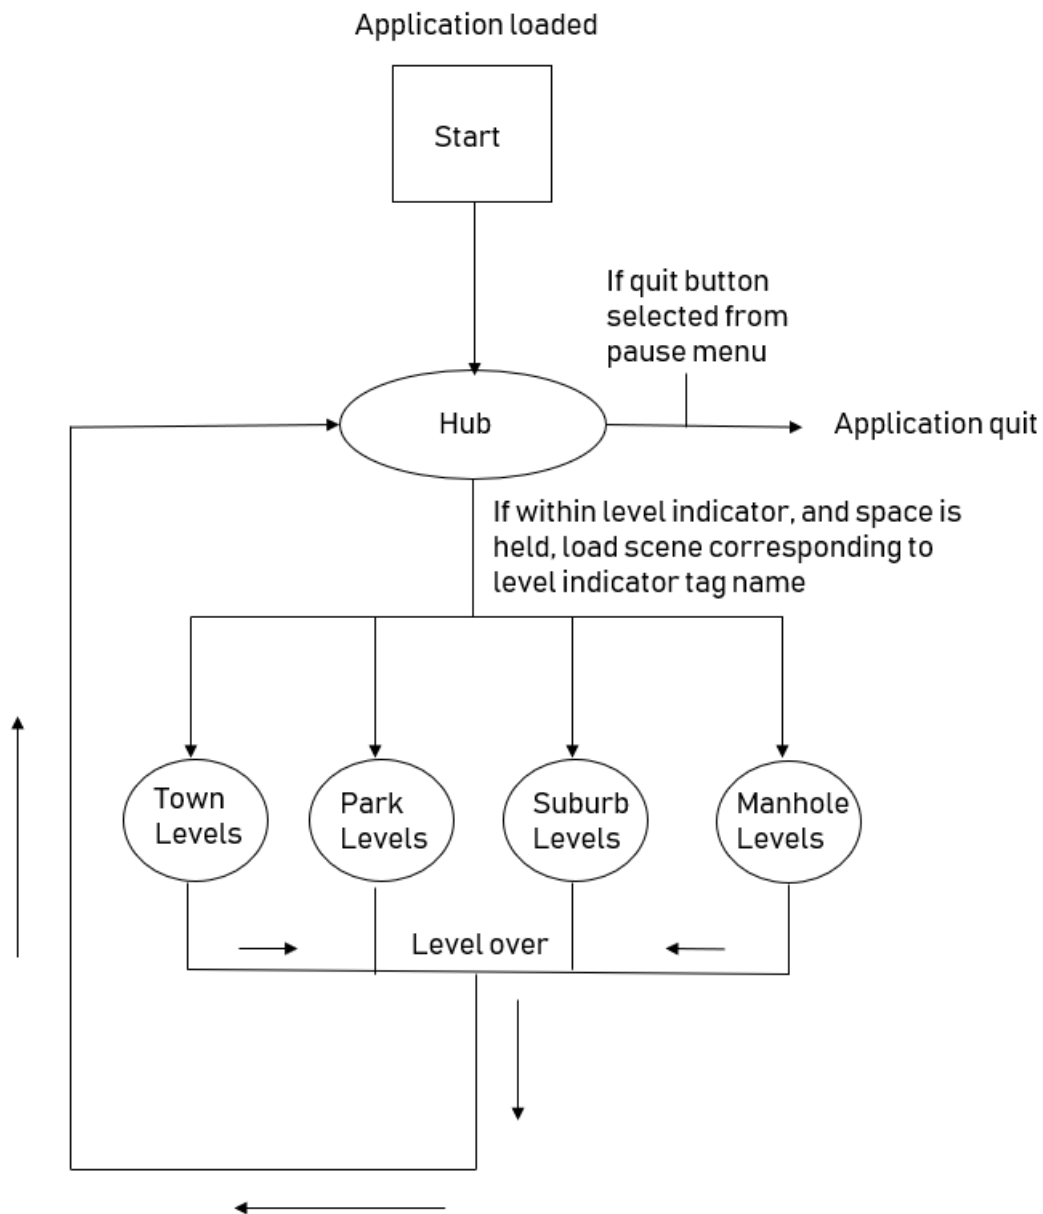 Application loaded
Start
If quit button
selected from
pause menu
Hub
Application quit
If within level indicator, and space is
held, load scene corresponding to
level indicator tag name
Town
Levels
Park
Levels
Suburb
Levels
Manhole
Levels
Level over